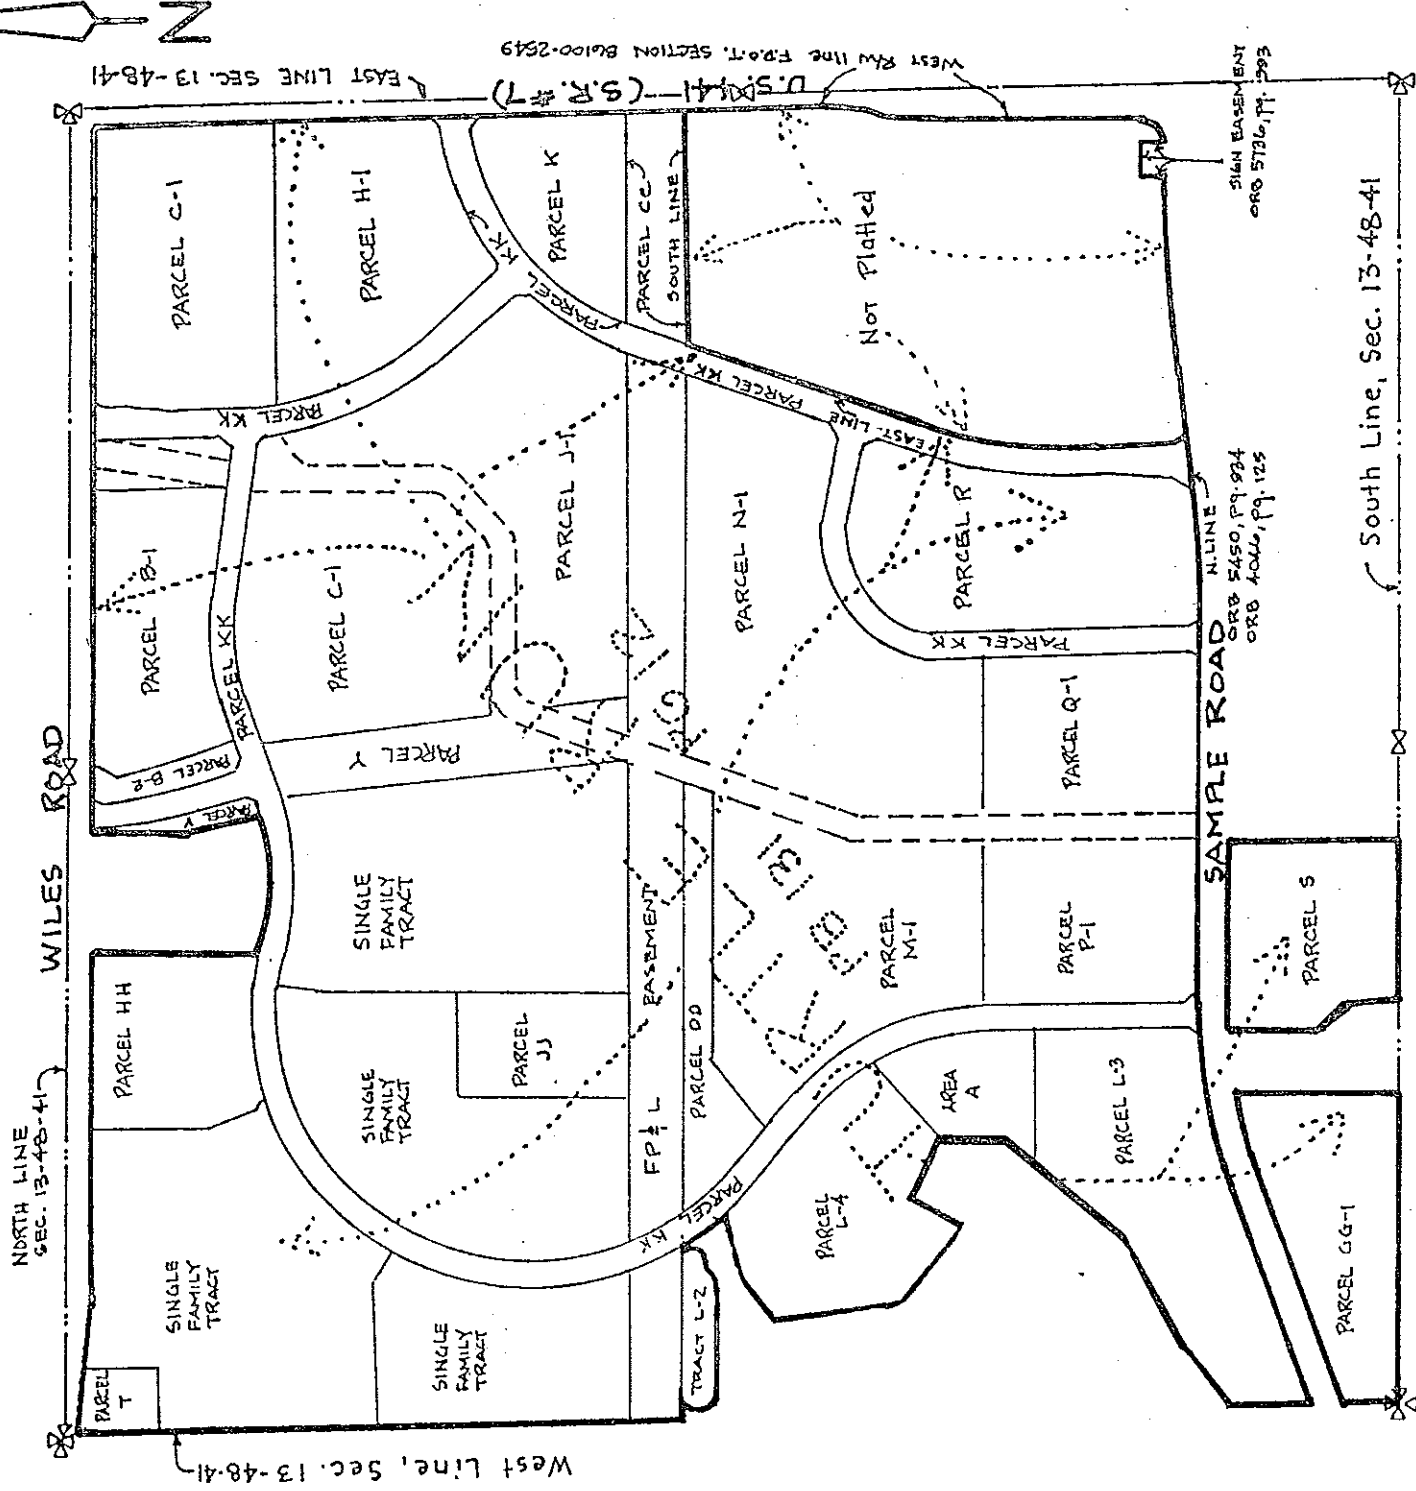 N
EAST LINE SEC. 13-48-41
U.S. 441 (S.R. #7)
WEST R/W line F.D.O.T. SECTION 86100-2549
SIGN EASEMENT
ORB 5736, pg. 593
NORTH LINE
SEC. 13-48-41
WILES ROAD
West Line, Sec. 13-48-41
South Line, Sec. 13-48-41
PARCEL C-1
PARCEL H-1
PARCEL KK
PARCEL K
PARCEL CC
SOUTH LINE
Not Platted
PARCEL KK
PARCEL
PARCEL KK
EAST LINE
PARCEL B-1
PARCEL KK
PARCEL C-1
PARCEL J-1
PARCEL N-1
PARCEL R
PARCEL KK
N. LINE
ORB 5450, Pg. 934
ORB 4066, Pg. 125
SAMPLE ROAD
PARCEL B-2
PARCEL Y
PARCEL Y
PARCEL Q-1
SINGLE
FAMILY
TRACT
EASEMENT
FP & L
PARCEL DD
PARCEL
M-1
PARCEL
P-1
PARCEL S
PARCEL HH
SINGLE
FAMILY
TRACT
PARCEL
JJ
AREA
A
PARCEL L-3
PARCEL KK
PARCEL
L-4
PARCEL GG-1
SINGLE
FAMILY
TRACT
SINGLE
FAMILY
TRACT
TRACT L-2
PARCEL
T